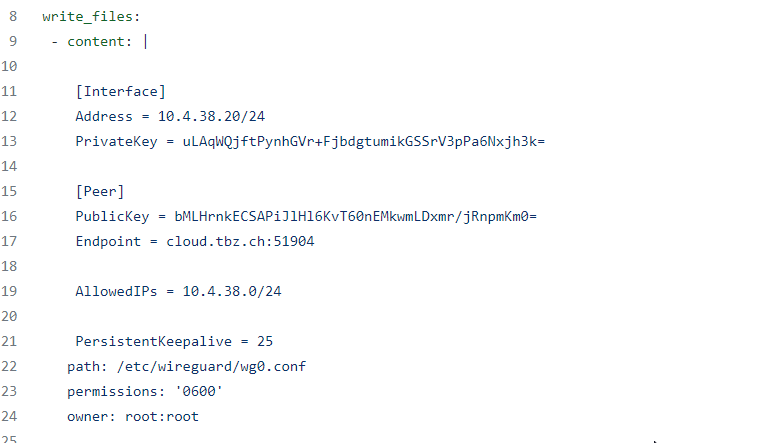 8 write_files:
9 - content: |
10
11 [Interface]
12 Address = 10.4.38.20/24
13 PrivateKey = uLAqWQjftPynhGVr+FjbdgtumikGSSrV3pPa6Nxjh3k=
14
15 [Peer]
16 PublicKey = bMLHrnkECSAPiJlHl6KvT60nEMkwmLDxmr/jRnpmKm0=
17 Endpoint = cloud.tbz.ch:51904
18
19 AllowedIPs = 10.4.38.0/24
20
21 PersistentKeepalive = 25
22 path: /etc/wireguard/wg0.conf
23 permissions: '0600'
24 owner: root:root
25